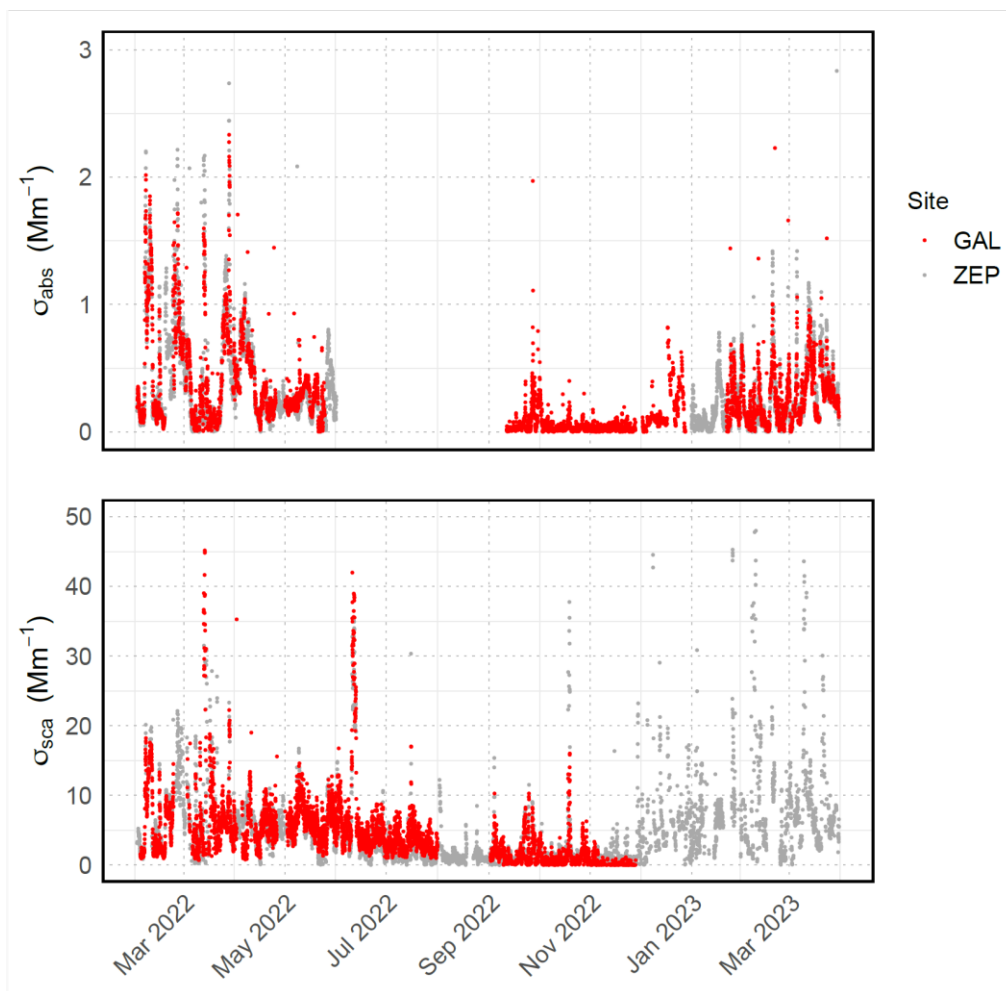 3
2
1
0
σabs (Mm⁻¹)
Site
GAL
ZEP
50
40
30
20
10
0
σsca (Mm⁻¹)
Mar 2022
May 2022
Jul 2022
Sep 2022
Nov 2022
Jan 2023
Mar 2023